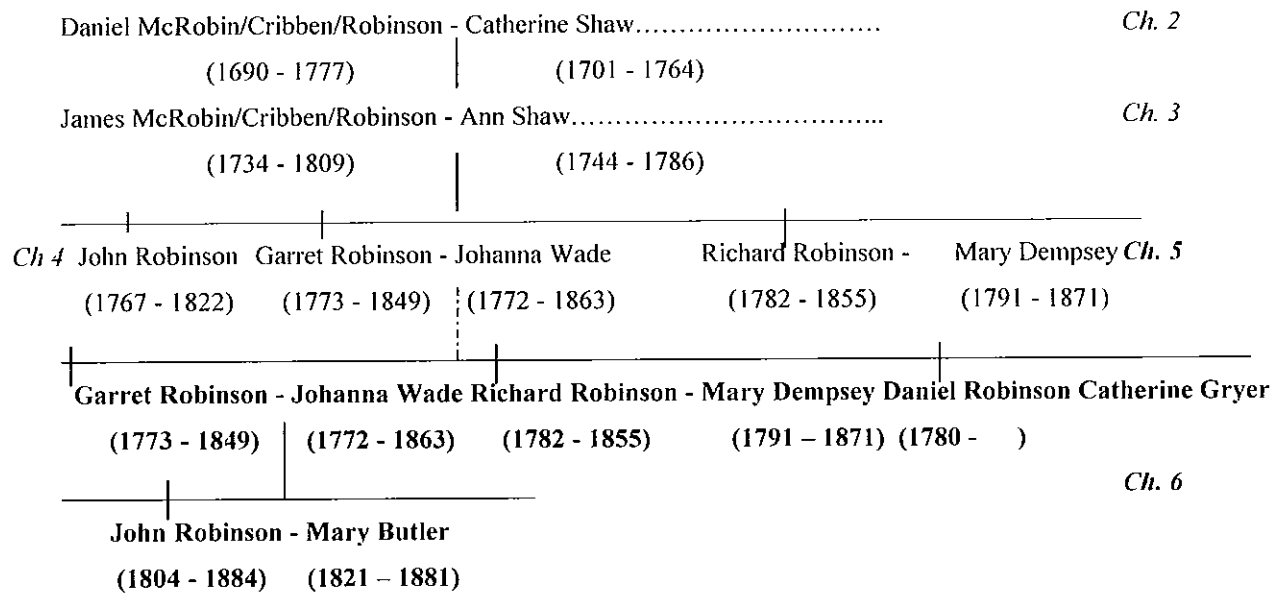 Daniel McRobin/Cribben/Robinson - Catherine Shaw............................ Ch. 2
(1690 - 1777) (1701 - 1764)
James McRobin/Cribben/Robinson - Ann Shaw.................................. Ch. 3
(1734 - 1809) (1744 - 1786)
Ch 4 John Robinson Garret Robinson - Johanna Wade Richard Robinson - Mary Dempsey Ch. 5
(1767 - 1822) (1773 - 1849) (1772 - 1863) (1782 - 1855) (1791 - 1871)
Garret Robinson - Johanna Wade Richard Robinson - Mary Dempsey Daniel Robinson Catherine Gryer
(1773 - 1849) (1772 - 1863) (1782 - 1855) (1791 – 1871) (1780 - )
Ch. 6
John Robinson - Mary Butler
(1804 - 1884) (1821 – 1881)